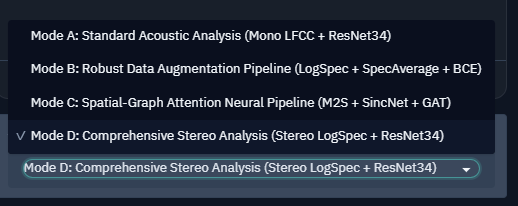 Mode A: Standard Acoustic Analysis (Mono LFCC + ResNet34)
Mode B: Robust Data Augmentation Pipeline (LogSpec + SpecAverage + BCE)
Mode C: Spatial-Graph Attention Neural Pipeline (M2S + SincNet + GAT)
✓ Mode D: Comprehensive Stereo Analysis (Stereo LogSpec + ResNet34)
Mode D: Comprehensive Stereo Analysis (Stereo LogSpec + ResNet34)